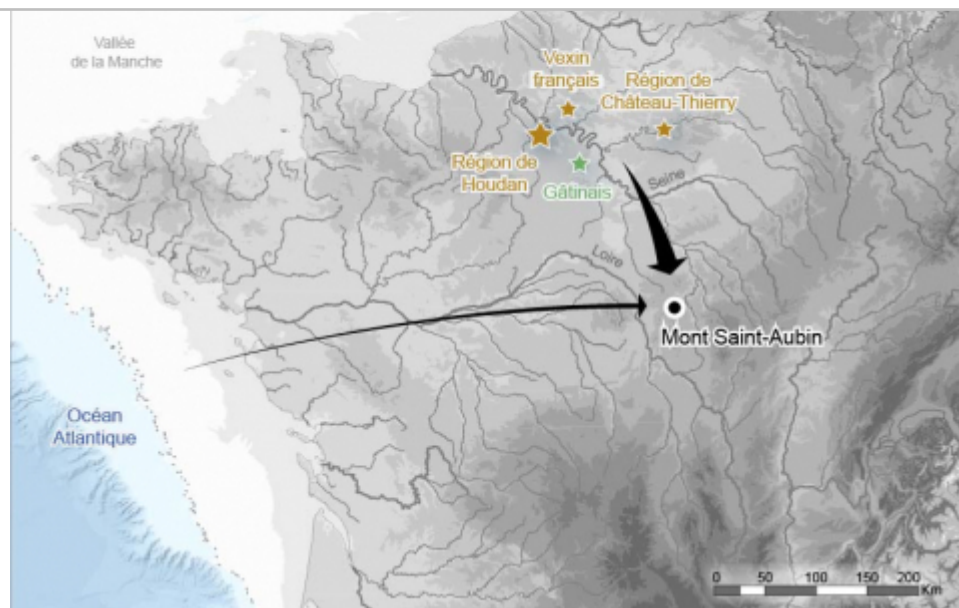 Vallée
de la Manche
Vexin
français
Région de
Château-Thierry
Région de
Houdan
Gâtinais
Seine
Loire
Mont Saint-Aubin
Océan
Atlantique
0 50 100 150 200
Km